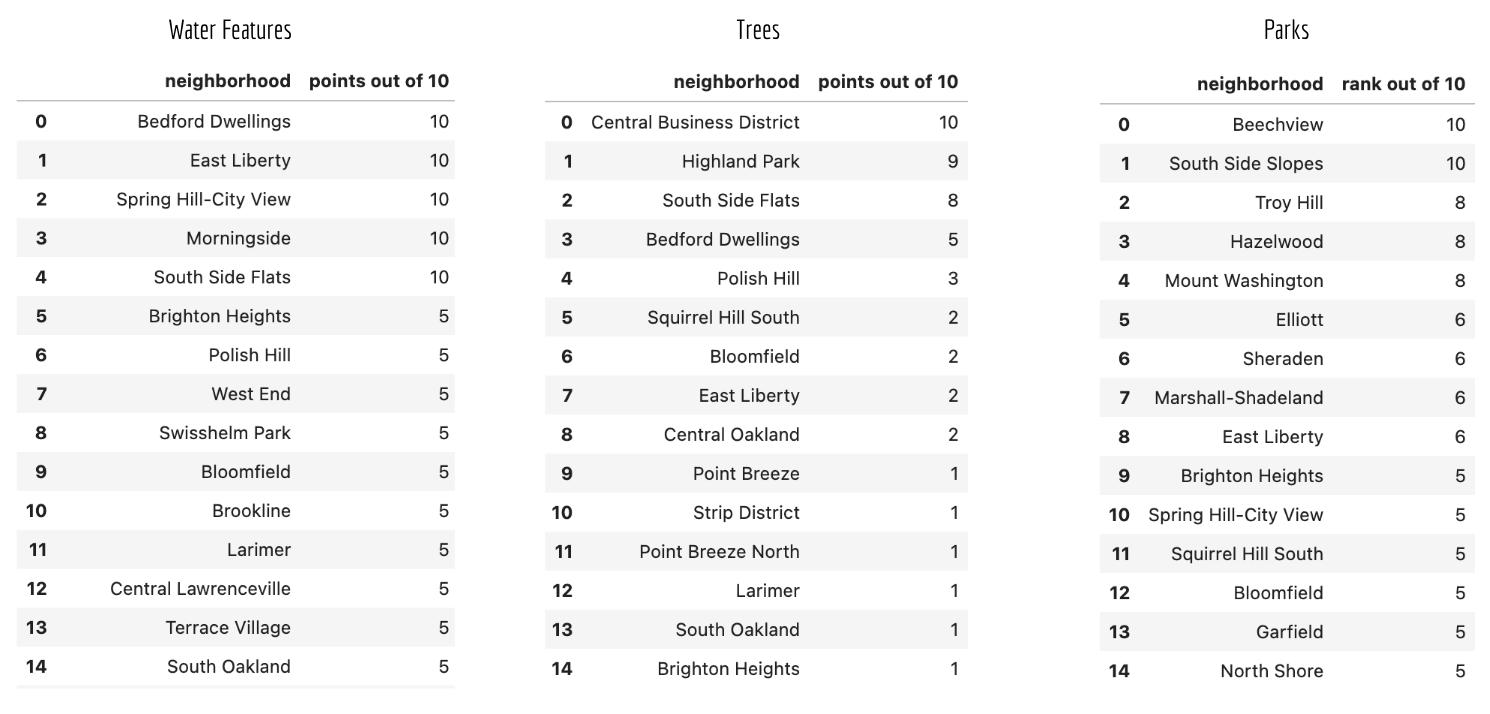 Water Features
neighborhood points out of 10
0 Bedford Dwellings 10
1 East Liberty 10
2 Spring Hill-City View 10
3 Morningside 10
4 South Side Flats 10
5 Brighton Heights 5
6 Polish Hill 5
7 West End 5
8 Swisshelm Park 5
9 Bloomfield 5
10 Brookline 5
11 Larimer 5
12 Central Lawrenceville 5
13 Terrace Village 5
14 South Oakland 5
Trees
neighborhood points out of 10
0 Central Business District 10
1 Highland Park 9
2 South Side Flats 8
3 Bedford Dwellings 5
4 Polish Hill 3
5 Squirrel Hill South 2
6 Bloomfield 2
7 East Liberty 2
8 Central Oakland 2
9 Point Breeze 1
10 Strip District 1
11 Point Breeze North 1
12 Larimer 1
13 South Oakland 1
14 Brighton Heights 1
Parks
neighborhood rank out of 10
0 Beechview 10
1 South Side Slopes 10
2 Troy Hill 8
3 Hazelwood 8
4 Mount Washington 8
5 Elliott 6
6 Sheraden 6
7 Marshall-Shadeland 6
8 East Liberty 6
9 Brighton Heights 5
10 Spring Hill-City View 5
11 Squirrel Hill South 5
12 Bloomfield 5
13 Garfield 5
14 North Shore 5